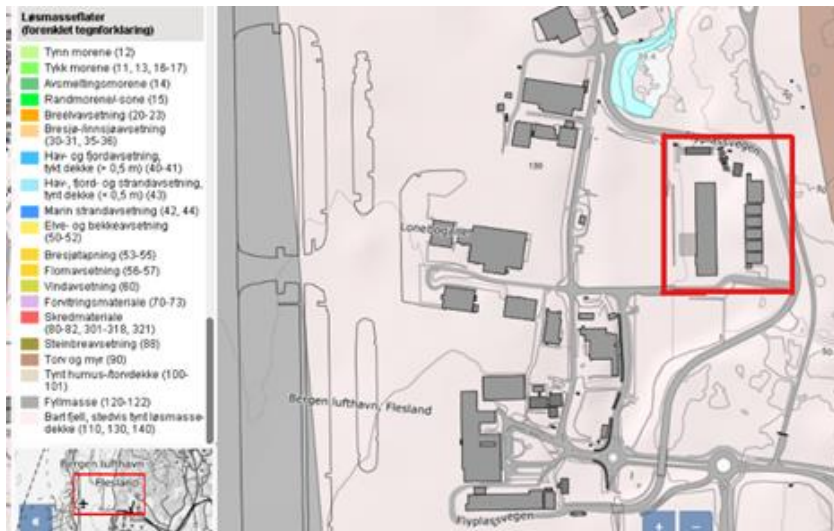 Løsmasseflater
(forenklet tegnforklaring)
Tynn morene (12)
Tykk morene (11, 13, 16-17)
Avsmeltingsmorene (14)
Randmorene/-sone (15)
Breelvavsetning (20-23)
Bresjø-/innsjøavsetning
(30-31, 35-36)
Hav- og fjordavsetning,
tykt dekke (> 0,5 m) (40-41)
Hav-, fjord- og strandavsetning,
tynt dekke (< 0,5 m) (43)
Marin strandavsetning (42, 44)
Elve- og bekkeavsetning
(50-52)
Bresjøtapning (53-55)
Flomavsetning (56-57)
Vindavsetning (60)
Forvitringsmateriale (70-73)
Skredmateriale
(80-82, 301-318, 321)
Steinbreavsetning (88)
Torv og myr (90)
Tynt humus-/torvdekke (100-
101)
Fyllmasse (120-122)
Bart fjell, stedvis tynt løsmasse-
dekke (110, 130, 140)
Bergen lufthavn
Flesland
Flyplassvegen
130
Bergen lufthavn, Flesland
Flyplassvegen
50